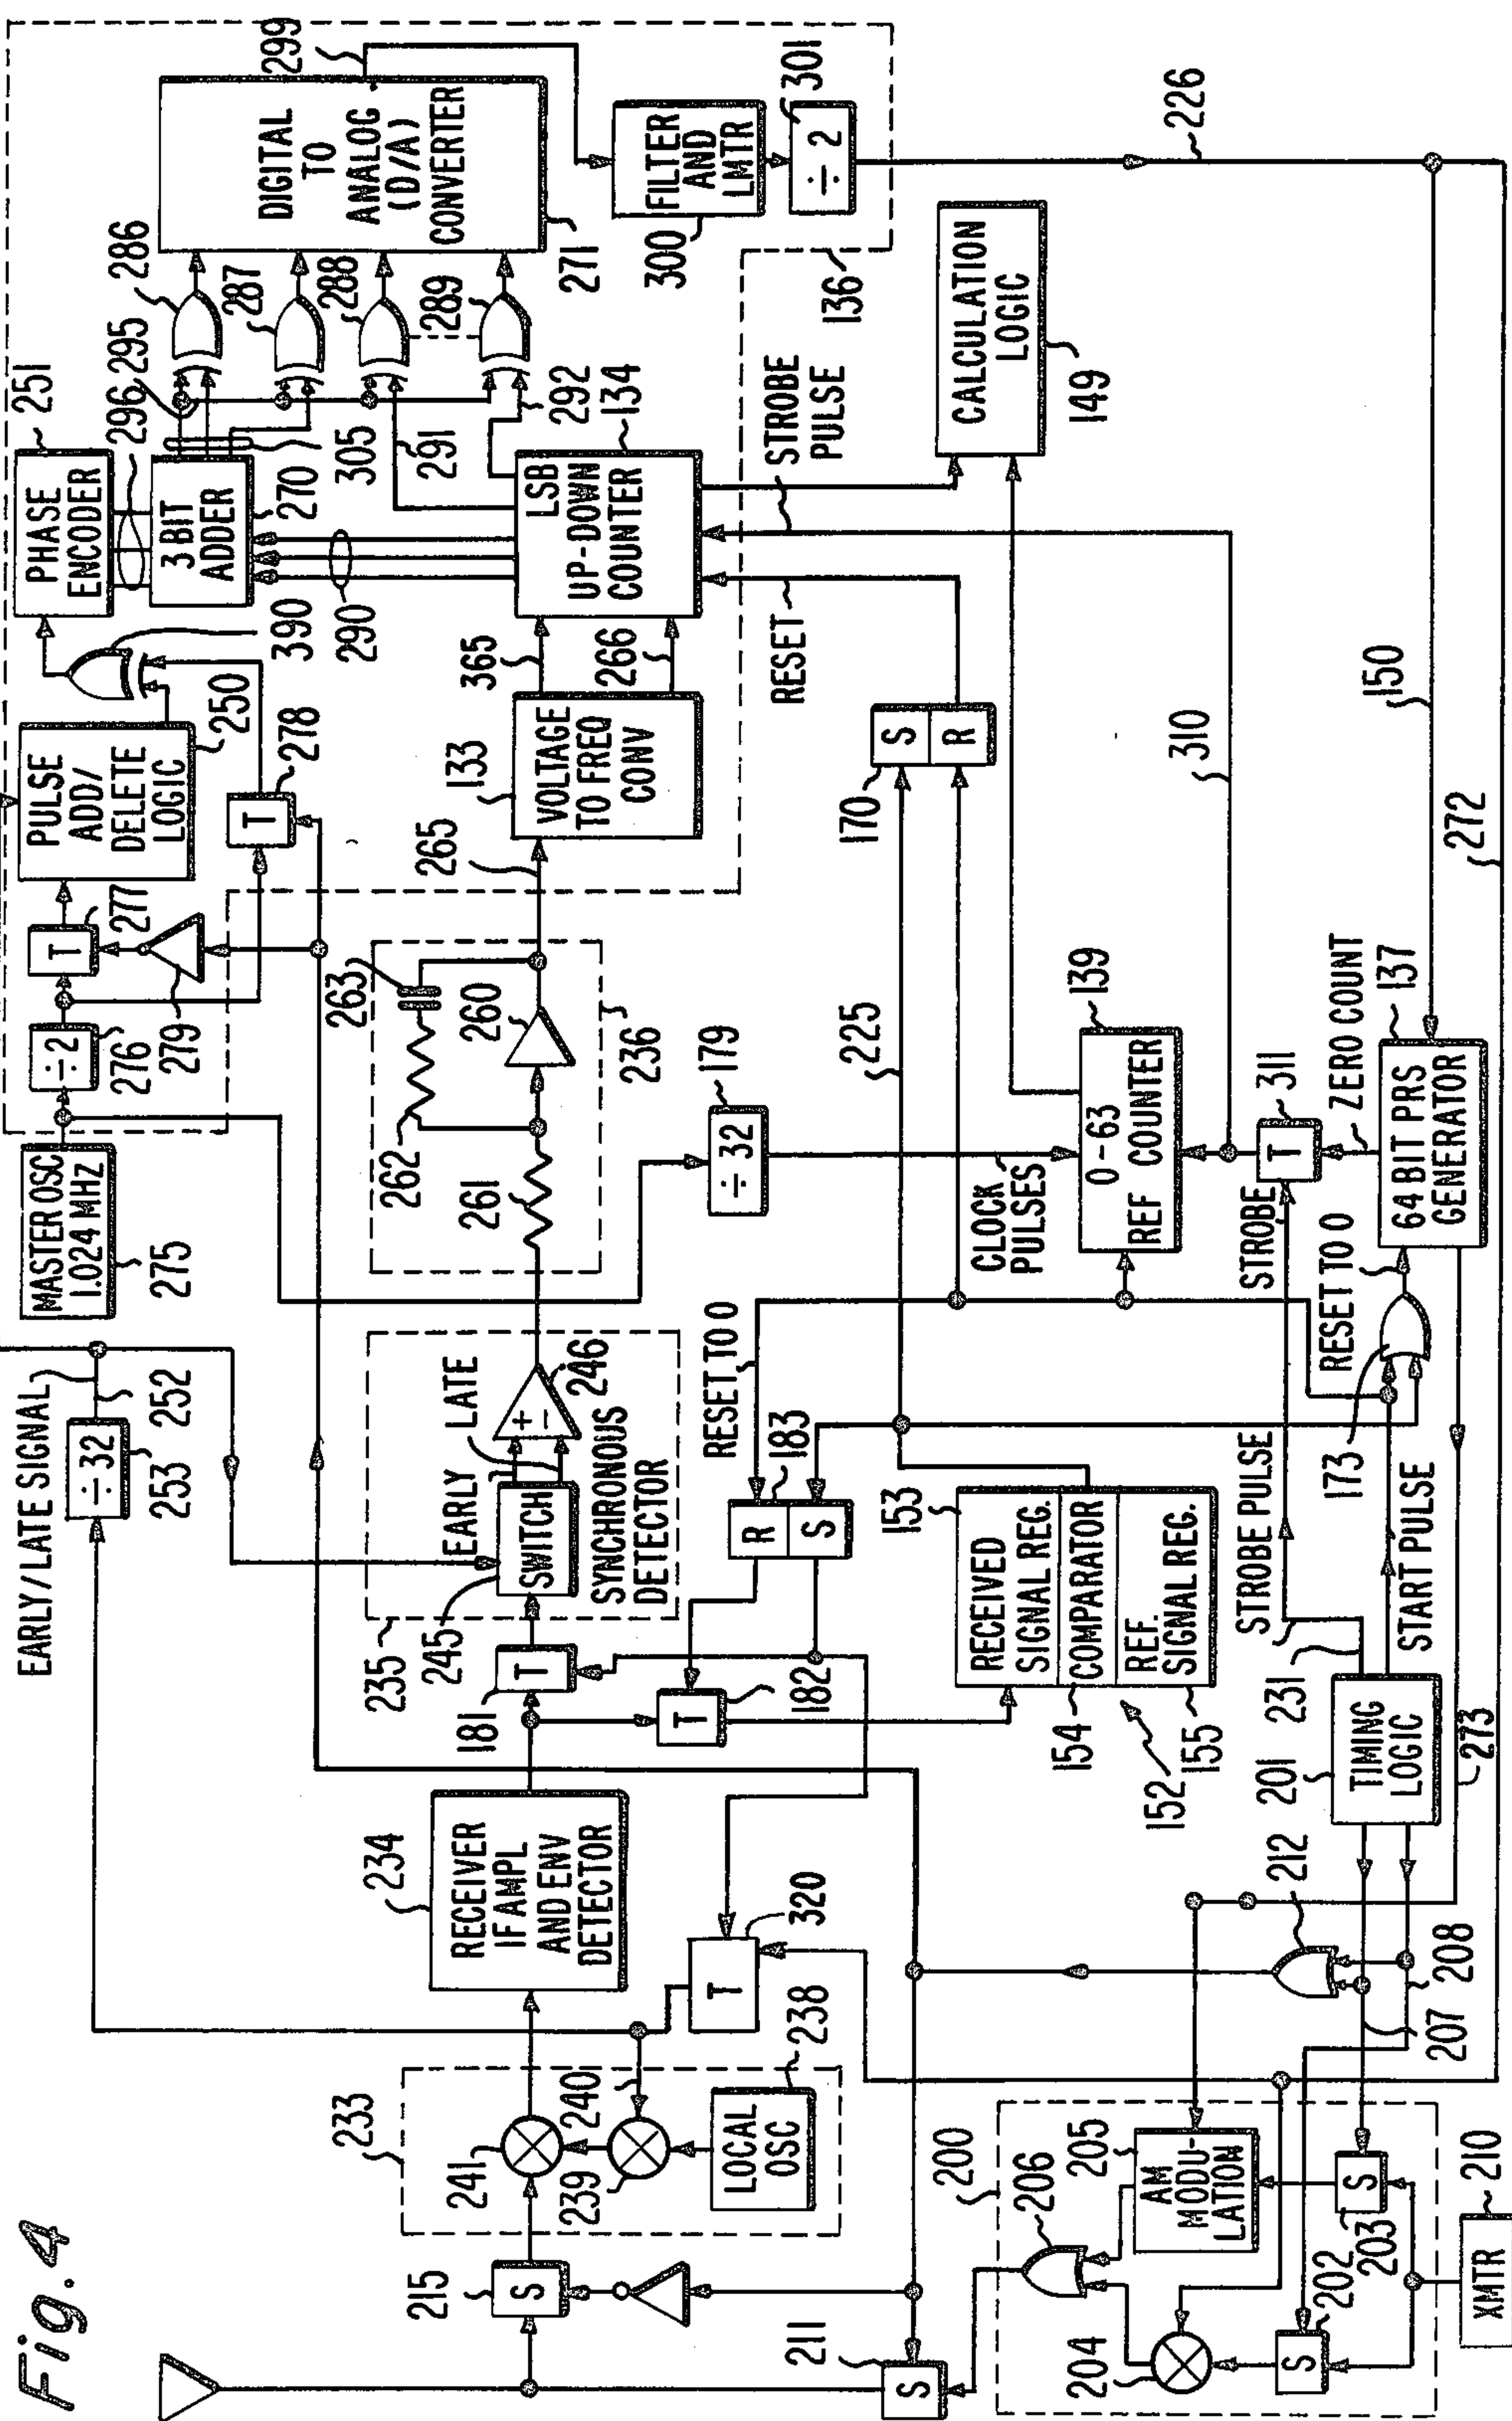 Fig. 4
EARLY/LATE SIGNAL
÷ 32
253
252
MASTER OSC
1.024 MHZ
275
÷ 2
276
279
T
277
PULSE
ADD/
DELETE
LOGIC
250
T
278
390
PHASE
ENCODER
251
296
295
3 BIT
ADDER
270
305
290
291
292
286
287
288
289
DIGITAL
TO
ANALOG
(D/A)
CONVERTER
271
299
FILTER
AND
LMTR
300
÷ 2
301
136
226
215
S
233
241
239
240
LOCAL
OSC
238
234
RECEIVER
IF AMPL
AND ENV
DETECTOR
T
320
181
T
T
182
235
245
SWITCH
EARLY
LATE
+
-
246
SYNCHRONOUS
DETECTOR
RESET TO 0
R
S
183
261
262
263
260
236
265
133
VOLTAGE
TO FREQ
CONV
365
266
LSB
UP-DOWN
COUNTER
134
RESET
STROBE
PULSE
CALCULATION
LOGIC
149
÷ 32
179
225
170
S
R
153
RECEIVED
SIGNAL REG.
COMPARATOR
REF.
SIGNAL REG.
154
152
155
CLOCK
PULSES
0-63
REF COUNTER
139
310
STROBE
T
311
ZERO COUNT
64 BIT PRS
GENERATOR
137
150
272
RESET TO 0
173
STROBE PULSE
231
START PULSE
201
TIMING
LOGIC
273
212
208
207
211
S
200
206
205
AM
MODU-
LATION
204
S
202
S
203
XMTR
210